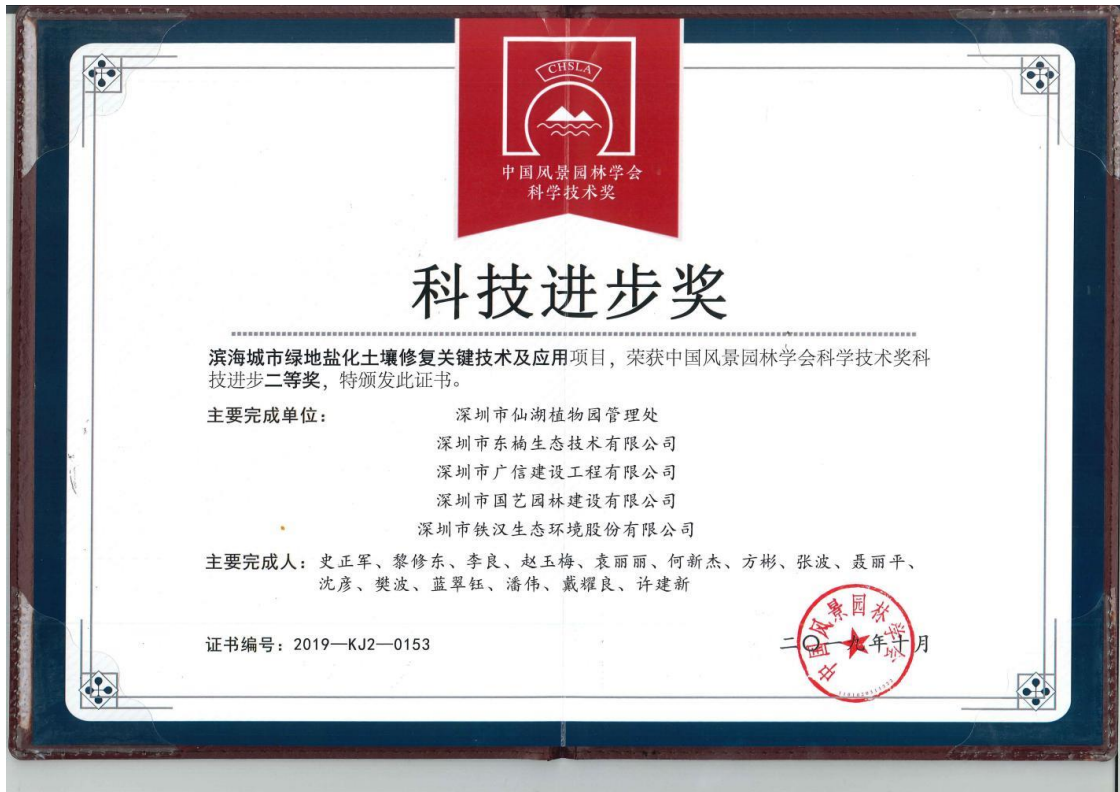 CHSLA
中国风景园林学会
科学技术奖
科技进步奖
滨海城市绿地盐化土壤修复关键技术及应用项目，荣获中国风景园林学会科学技术奖科
技进步二等奖，特颁发此证书。
主要完成单位：
深圳市仙湖植物园管理处
深圳市东楠生态技术有限公司
深圳市广信建设工程有限公司
深圳市国艺园林建设有限公司
深圳市铁汉生态环境股份有限公司
主要完成人：史正军、黎修东、李良、赵玉梅、袁丽丽、何新杰、方彬、张波、聂丽平、
沈彦、樊波、蓝翠钰、潘伟、戴耀良、许建新
证书编号：2019—KJ2—0153
二〇一九年十月
中国风景园林学会